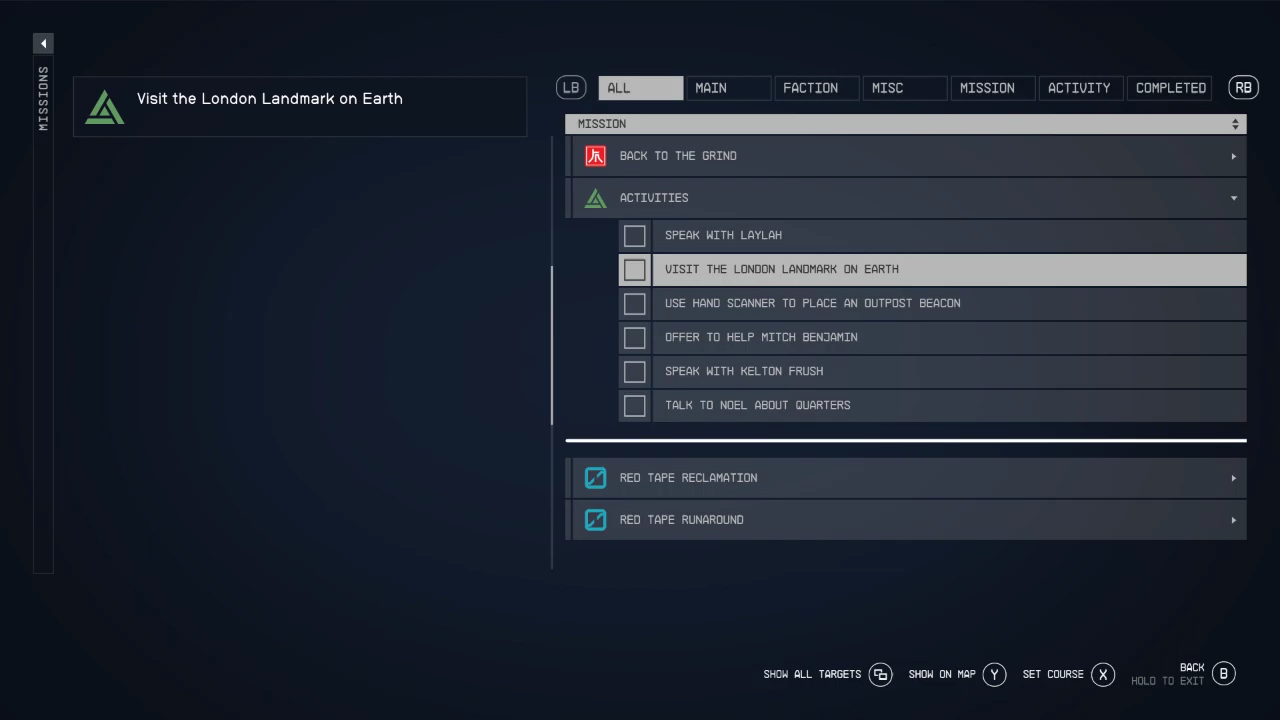 MISSIONS
Visit the London Landmark on Earth
LB ALL MAIN FACTION MISC MISSION ACTIVITY COMPLETED RB
MISSION
BACK TO THE GRIND
ACTIVITIES
SPEAK WITH LAYLAH
VISIT THE LONDON LANDMARK ON EARTH
USE HAND SCANNER TO PLACE AN OUTPOST BEACON
OFFER TO HELP MITCH BENJAMIN
SPEAK WITH KELTON FRUSH
TALK TO NOEL ABOUT QUARTERS
RED TAPE RECLAMATION
RED TAPE RUNAROUND
SHOW ALL TARGETS SHOW ON MAP Y SET COURSE X BACK B
HOLD TO EXIT